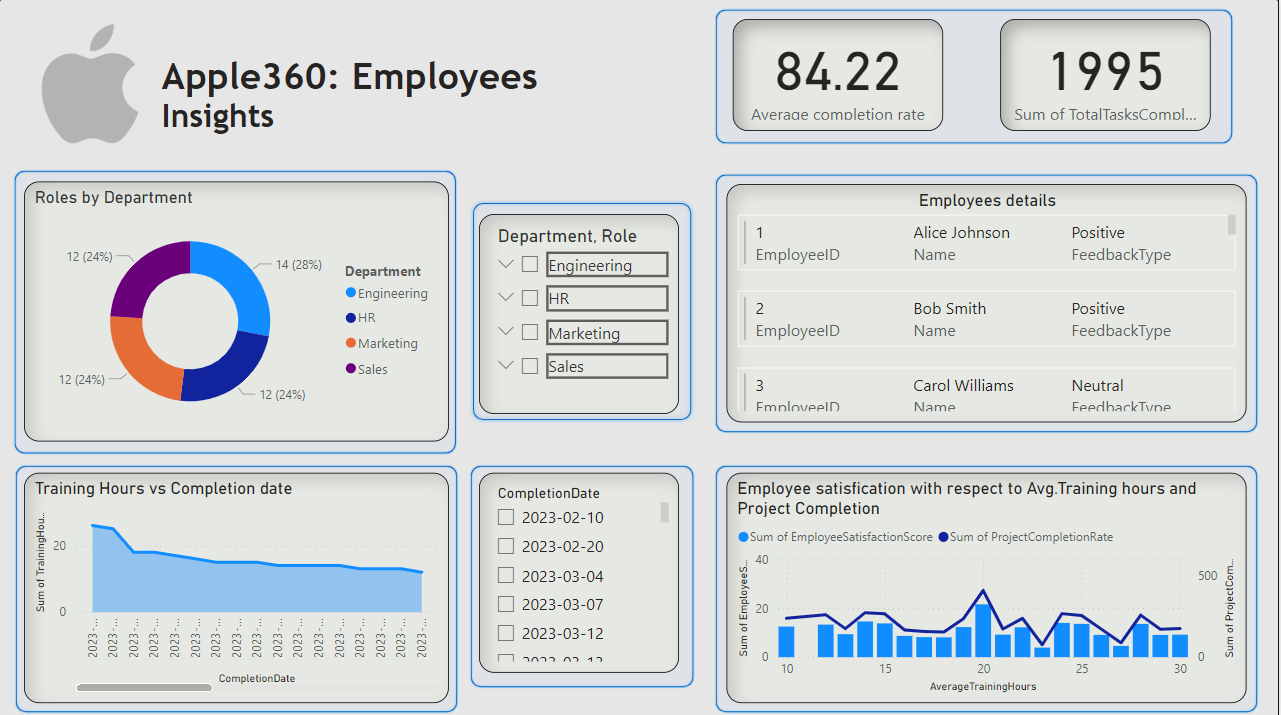 Apple360: Employees
Insights
84.22
Average completion rate
1995
Sum of TotalTasksCompl...
Roles by Department
12 (24%)
14 (28%)
12 (24%)
12 (24%)
Department
Engineering
HR
Marketing
Sales
Department, Role
Engineering
HR
Marketing
Sales
Employees details
1 Alice Johnson Positive
EmployeeID Name FeedbackType
2 Bob Smith Positive
EmployeeID Name FeedbackType
3 Carol Williams Neutral
EmployeeID Name FeedbackType
Training Hours vs Completion date
Sum of TrainingHou...
20
0
2023-... 2023-... 2023-... 2023-... 2023-... 2023-... 2023-... 2023-... 2023-... 2023-... 2023-... 2023-... 2023-... 2023-... 2023-... 2023-... 2023-...
CompletionDate
CompletionDate
2023-02-10
2023-02-20
2023-03-04
2023-03-07
2023-03-12
Employee satisfication with respect to Avg.Training hours and
Project Completion
Sum of EmployeeSatisfactionScore Sum of ProjectCompletionRate
Sum of EmployeeS...
40
20
0
500
0
Sum of ProjectCom...
10 15 20 25 30
AverageTrainingHours